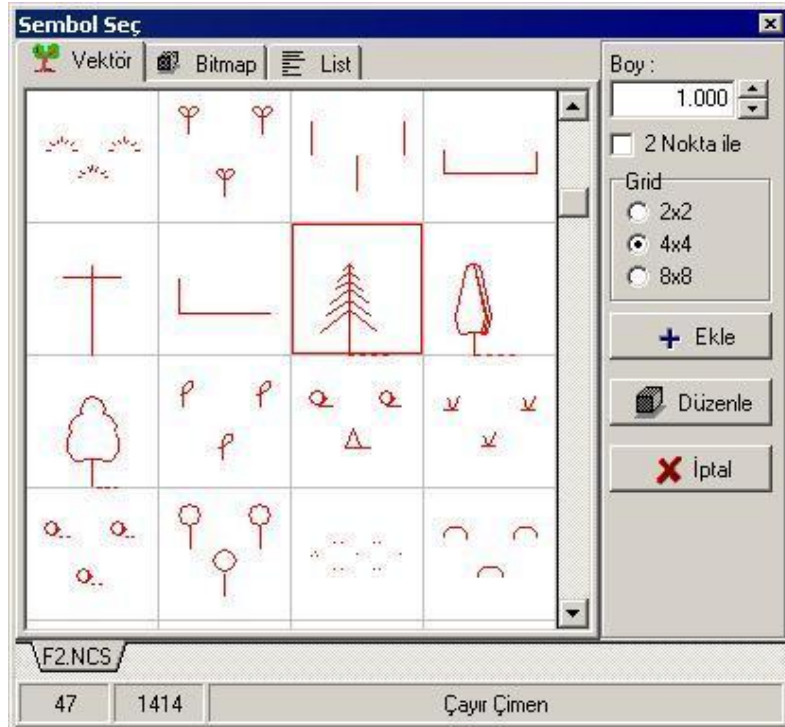 Sembol Seç
Vektör Bitmap List
Boy :
1.000
2 Nokta ile
Grid
2x2
4x4
8x8
Ekle
Düzenle
İptal
F2.NCS
47 1414 Çayır Çimen